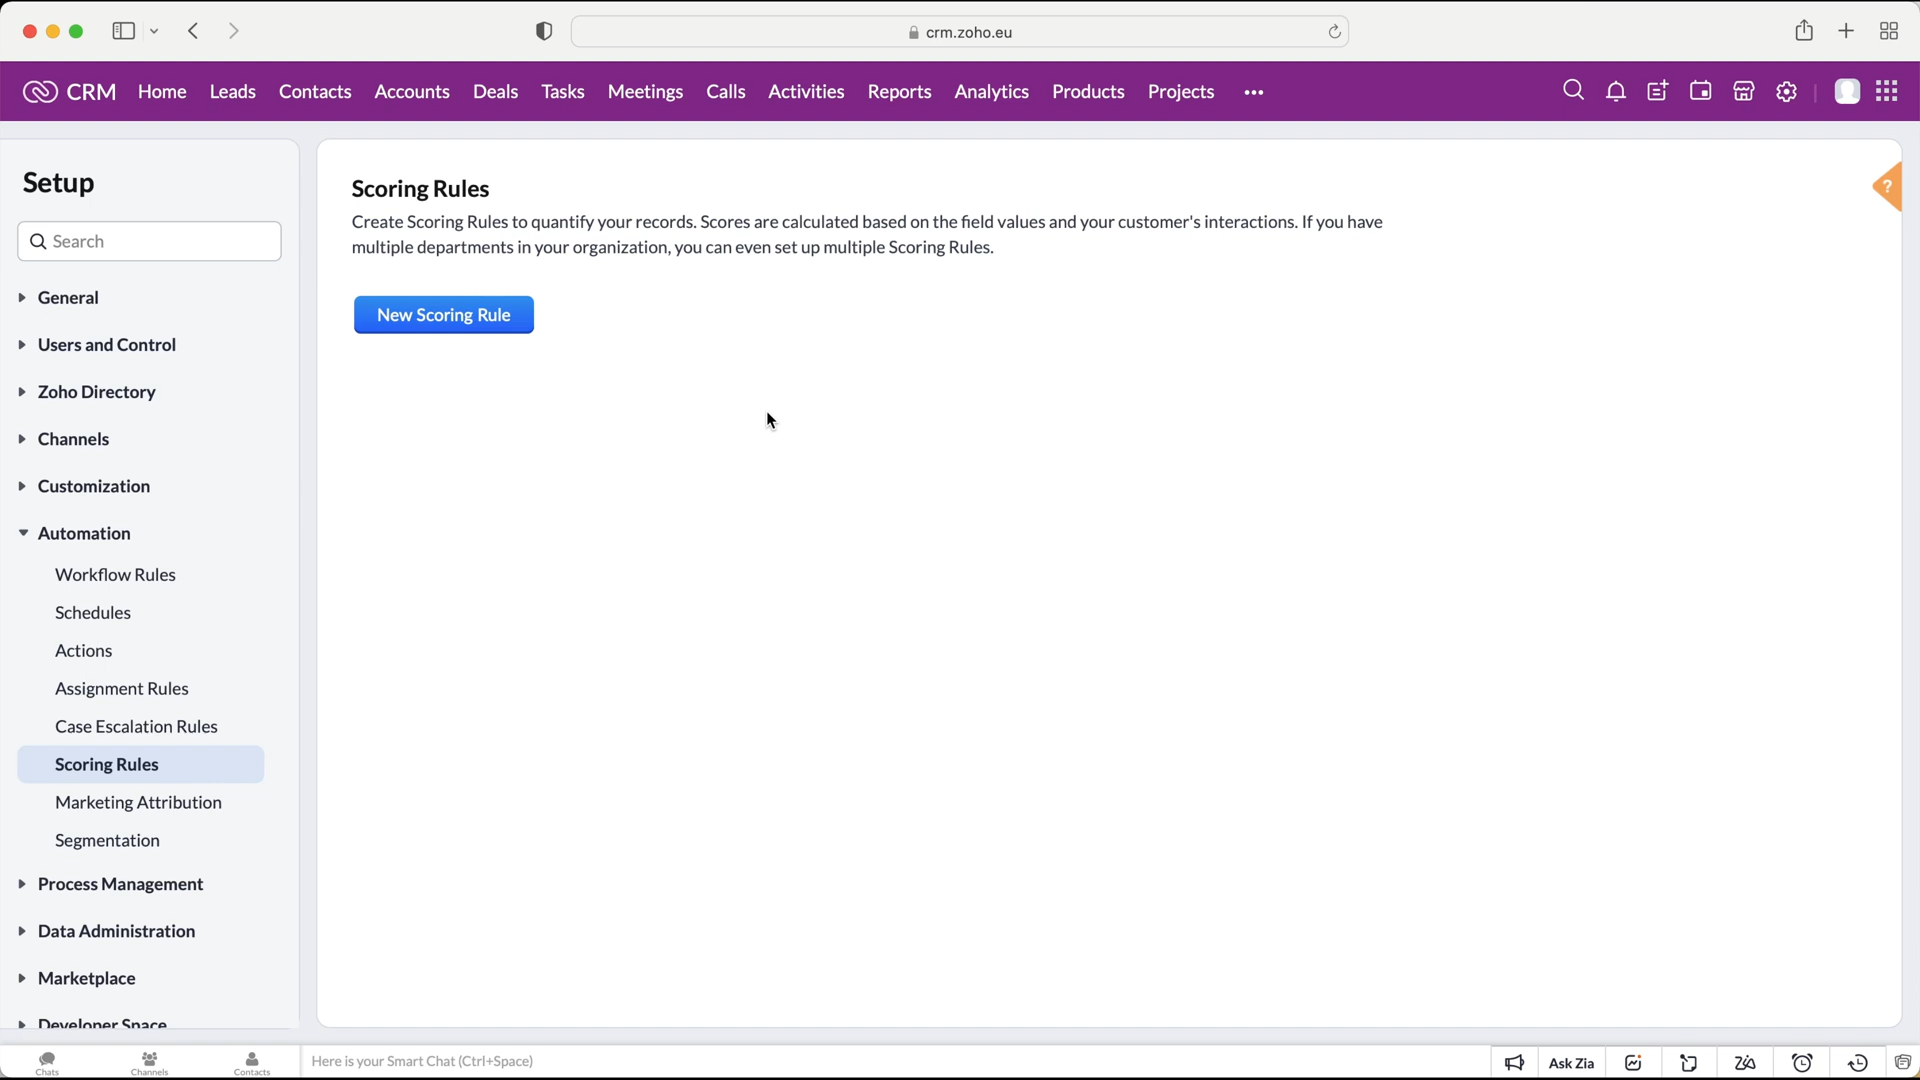 crm.zoho.eu
CRM Home Leads Contacts Accounts Deals Tasks Meetings Calls Activities Reports Analytics Products Projects •••
Setup
Search
General
Users and Control
Zoho Directory
Channels
Customization
Automation
Workflow Rules
Schedules
Actions
Assignment Rules
Case Escalation Rules
Scoring Rules
Marketing Attribution
Segmentation
Process Management
Data Administration
Marketplace
Developer Space
Scoring Rules
Create Scoring Rules to quantify your records. Scores are calculated based on the field values and your customer's interactions. If you have
multiple departments in your organization, you can even set up multiple Scoring Rules.
New Scoring Rule
?
Chats Channels Contacts Here is your Smart Chat (Ctrl+Space) Ask Zia